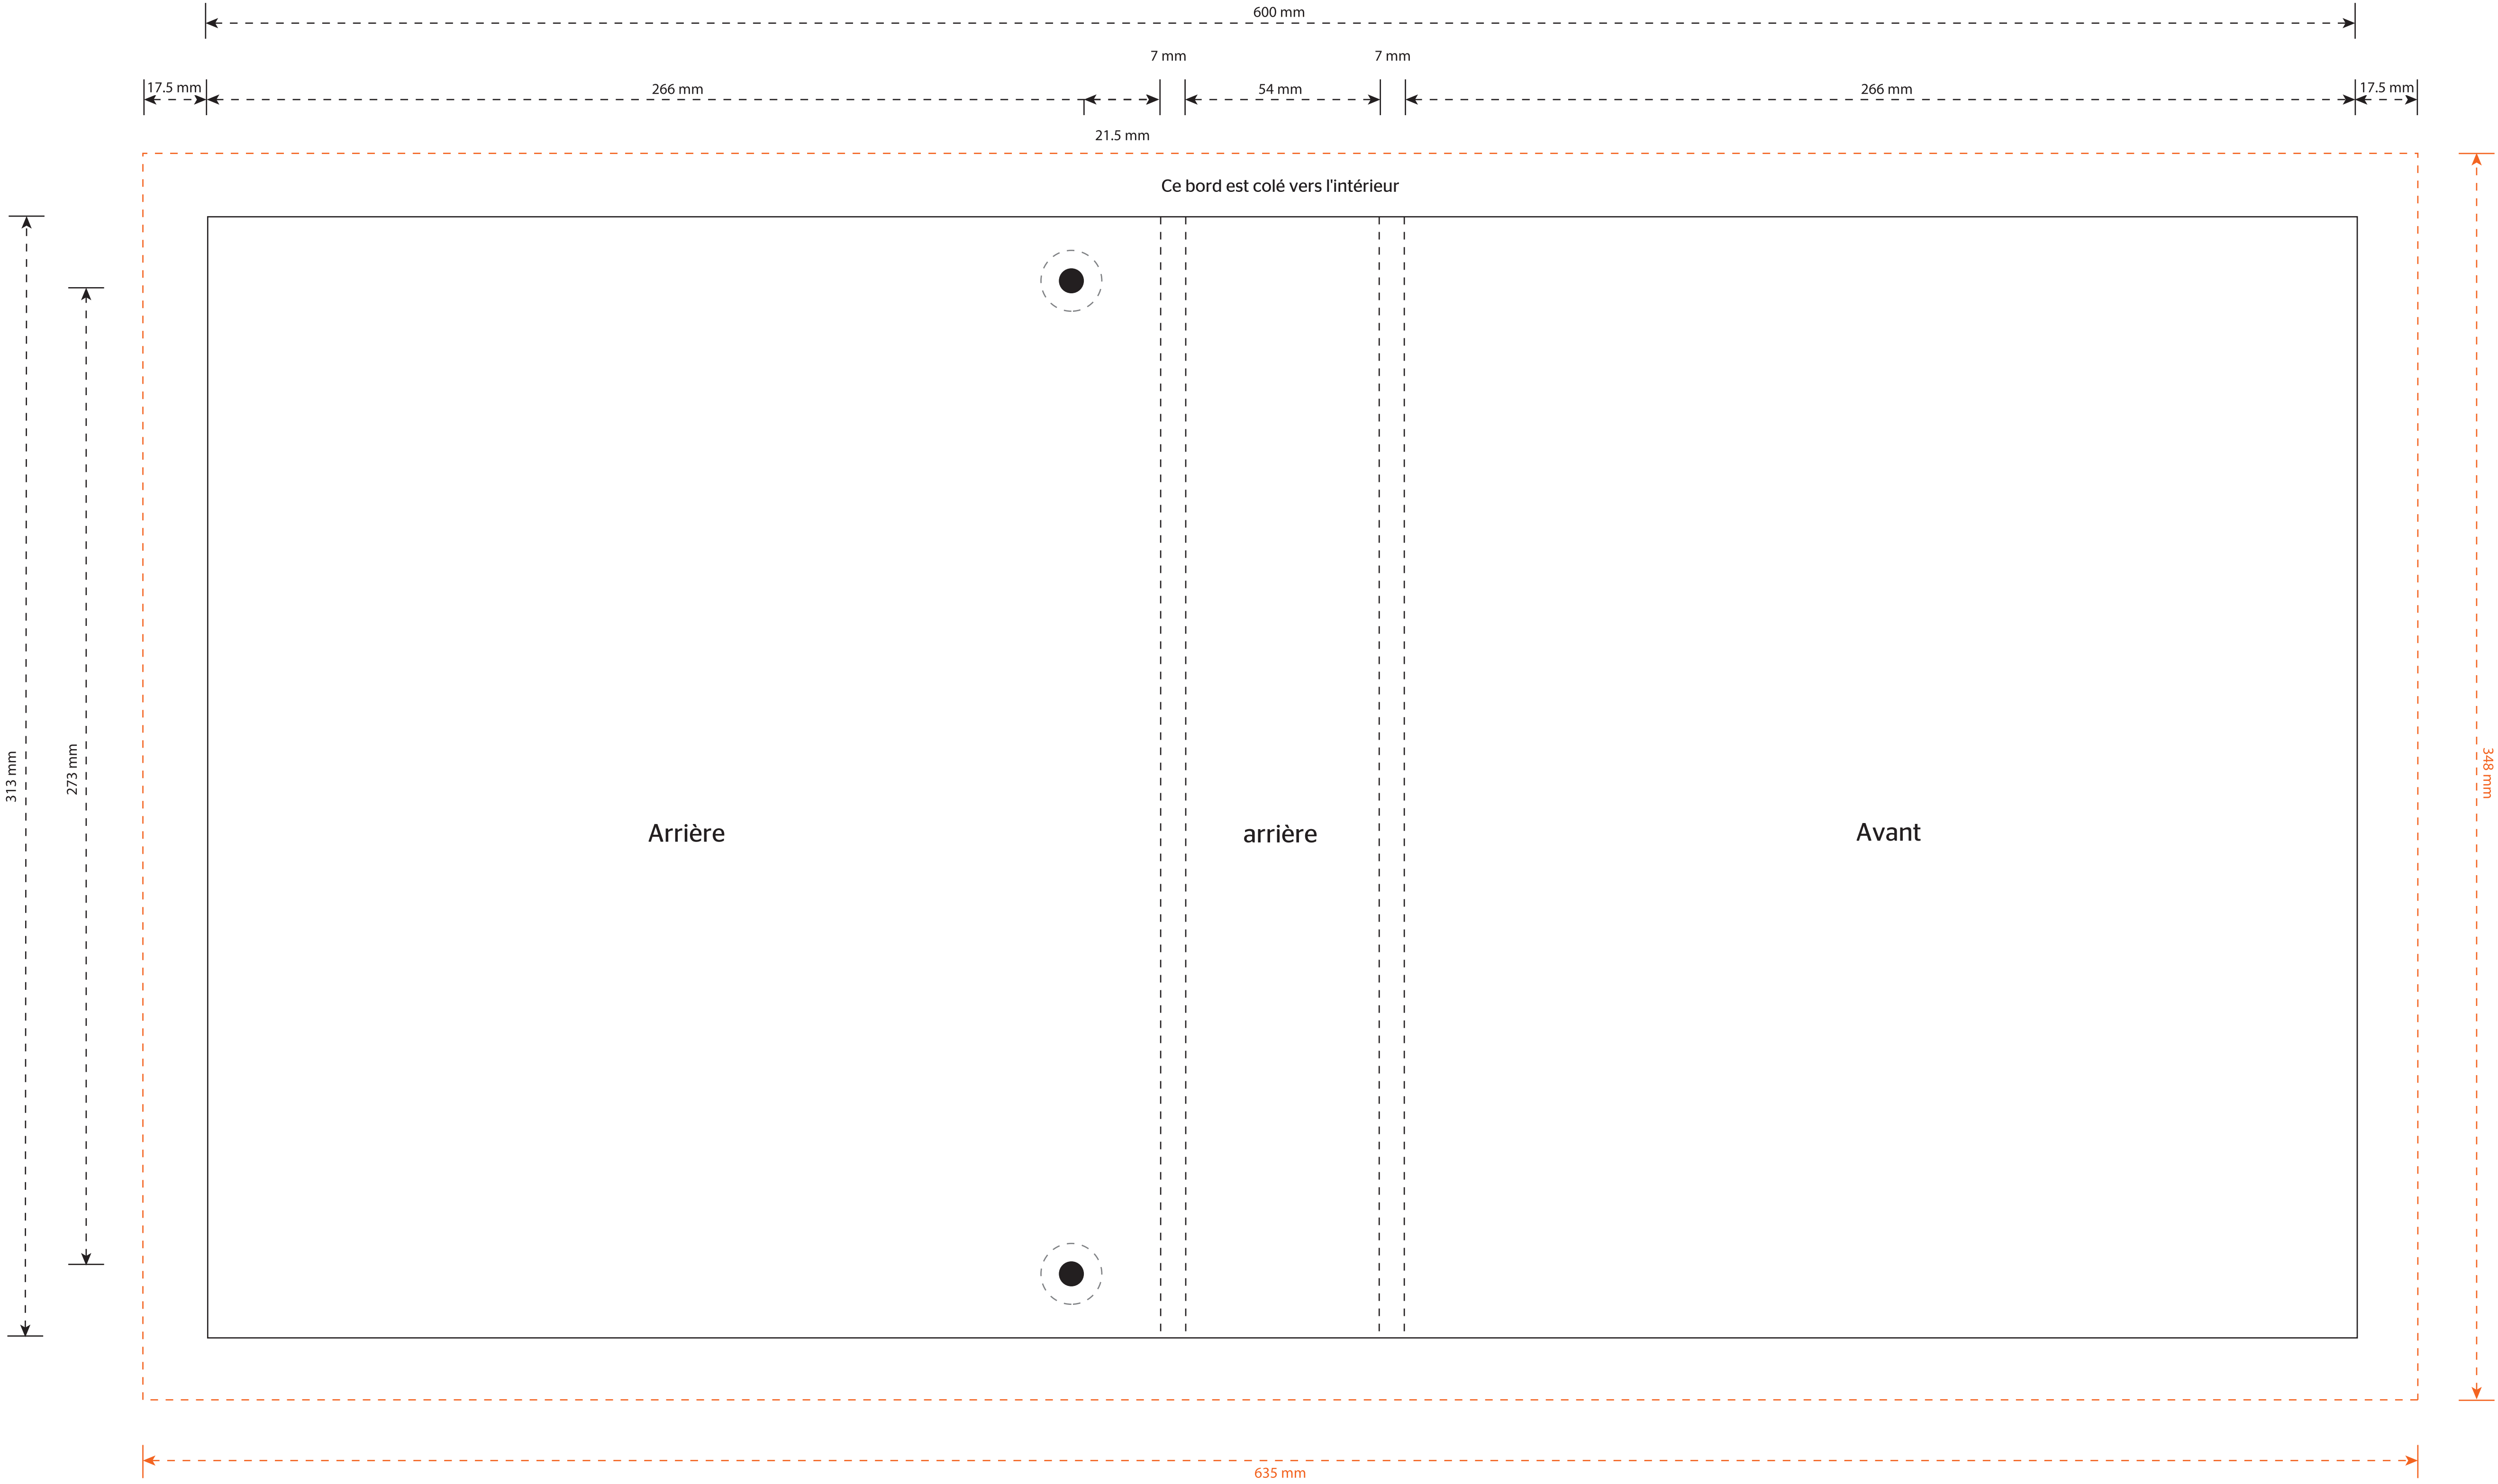 600 mm
7 mm
7 mm
17.5 mm
266 mm
54 mm
266 mm
17.5 mm
21.5 mm
Ce bord est colé vers l'intérieur
313 mm
273 mm
348 mm
Arrière
arrière
Avant
635 mm